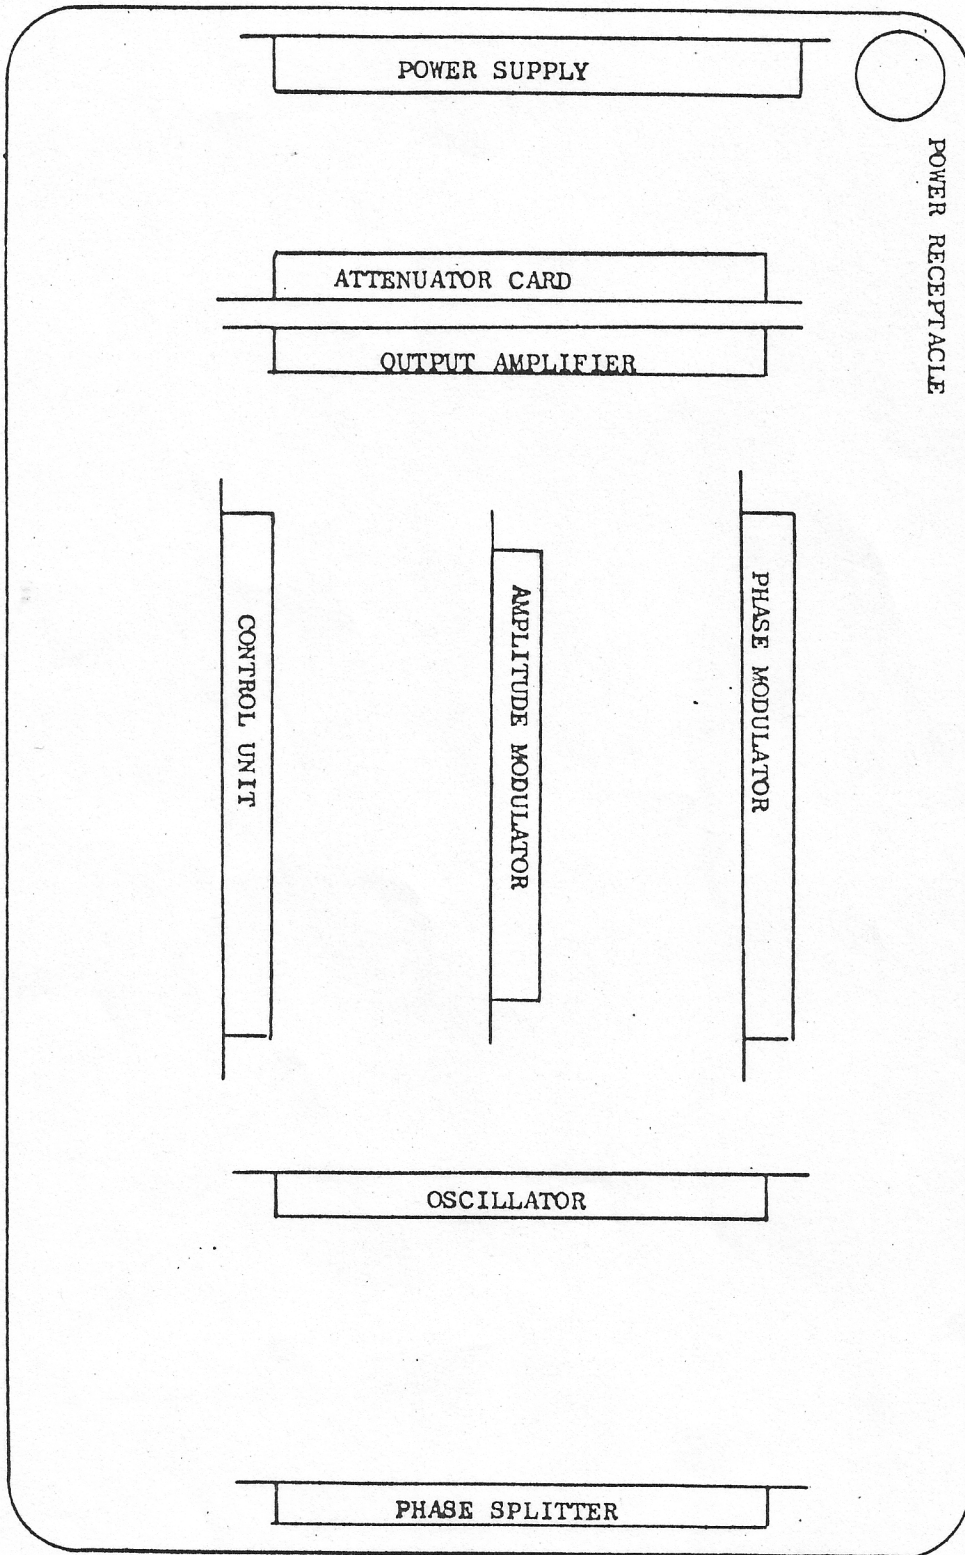 POWER SUPPLY
POWER RECEPTACLE
ATTENUATOR CARD
OUTPUT AMPLIFIER
CONTROL UNIT
AMPLITUDE MODULATOR
PHASE MODULATOR
OSCILLATOR
PHASE SPLITTER